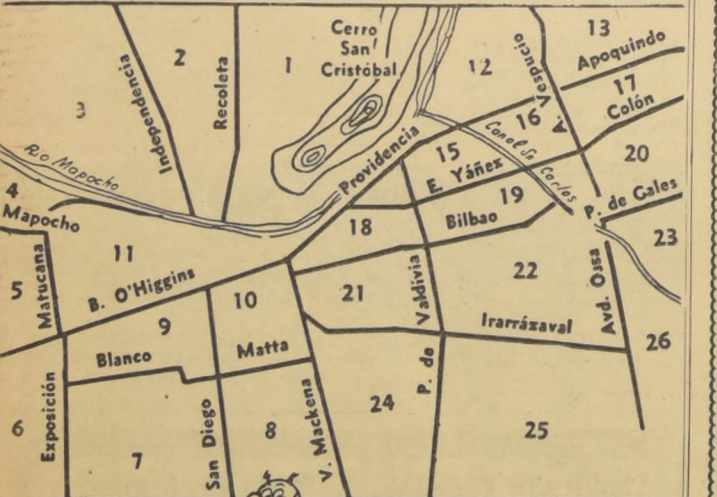 Cerro
San
Cristóbal
13
Apoquindo
2
1
12
A. Vespucio
17
Colón
3
Independencia
Recoleta
16
Canal Sn Carlos
Providencia
15
E. Yáñez
20
Rio Mapocho
19
P. de Gales
4
Mapocho
18
Bilbao
23
11
5
Matucana
B. O'Higgins
10
21
P. de Valdivia
22
Avd. Ossa
9
Irarrázaval
26
Blanco
Matta
6
Exposición
7
San Diego
8
V. Mackena
24
25